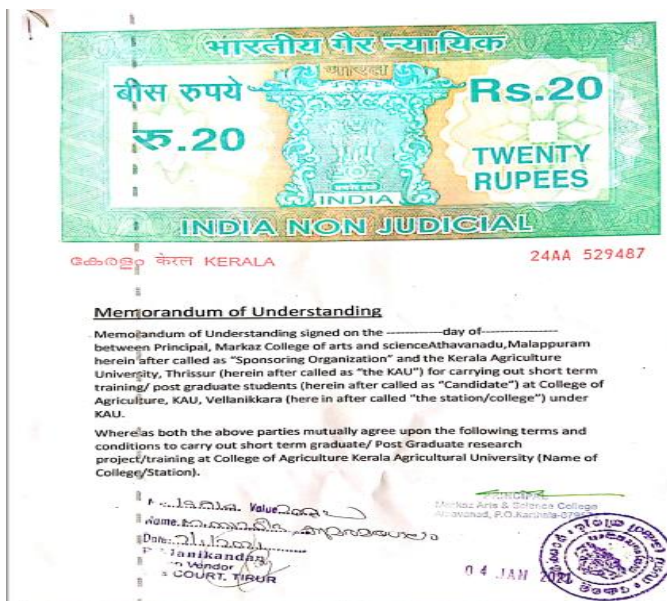 भारतीय गैर न्यायिक
भारत
बीस रुपये
Rs.20
रु.20
TWENTY
RUPEES
INDIA
INDIA NON JUDICIAL
കേരളം केरल KERALA
24AA 529487
Memorandum of Understanding
Memorandum of Understanding signed on the ------------day of----------------
between Principal, Markaz College of arts and scienceAthavanadu,Malappuram
herein after called as “Sponsoring Organization” and the Kerala Agriculture
University, Thrissur (herein after called as “the KAU”) for carrying out short term
training/ post graduate students (herein after called as “Candidate”) at College of
Agriculture, KAU, Vellanikkara (here in after called “the station/college”) under
KAU.
Where as both the above parties mutually agree upon the following terms and
conditions to carry out short term graduate/ Post Graduate research
project/training at College of Agriculture Kerala Agricultural University (Name of
College/Station).
Value
PRINCIPAL
Markaz Arts & Science College
Name:
Date:
Vendor
COURT, TIRUR
04 JAN 2021